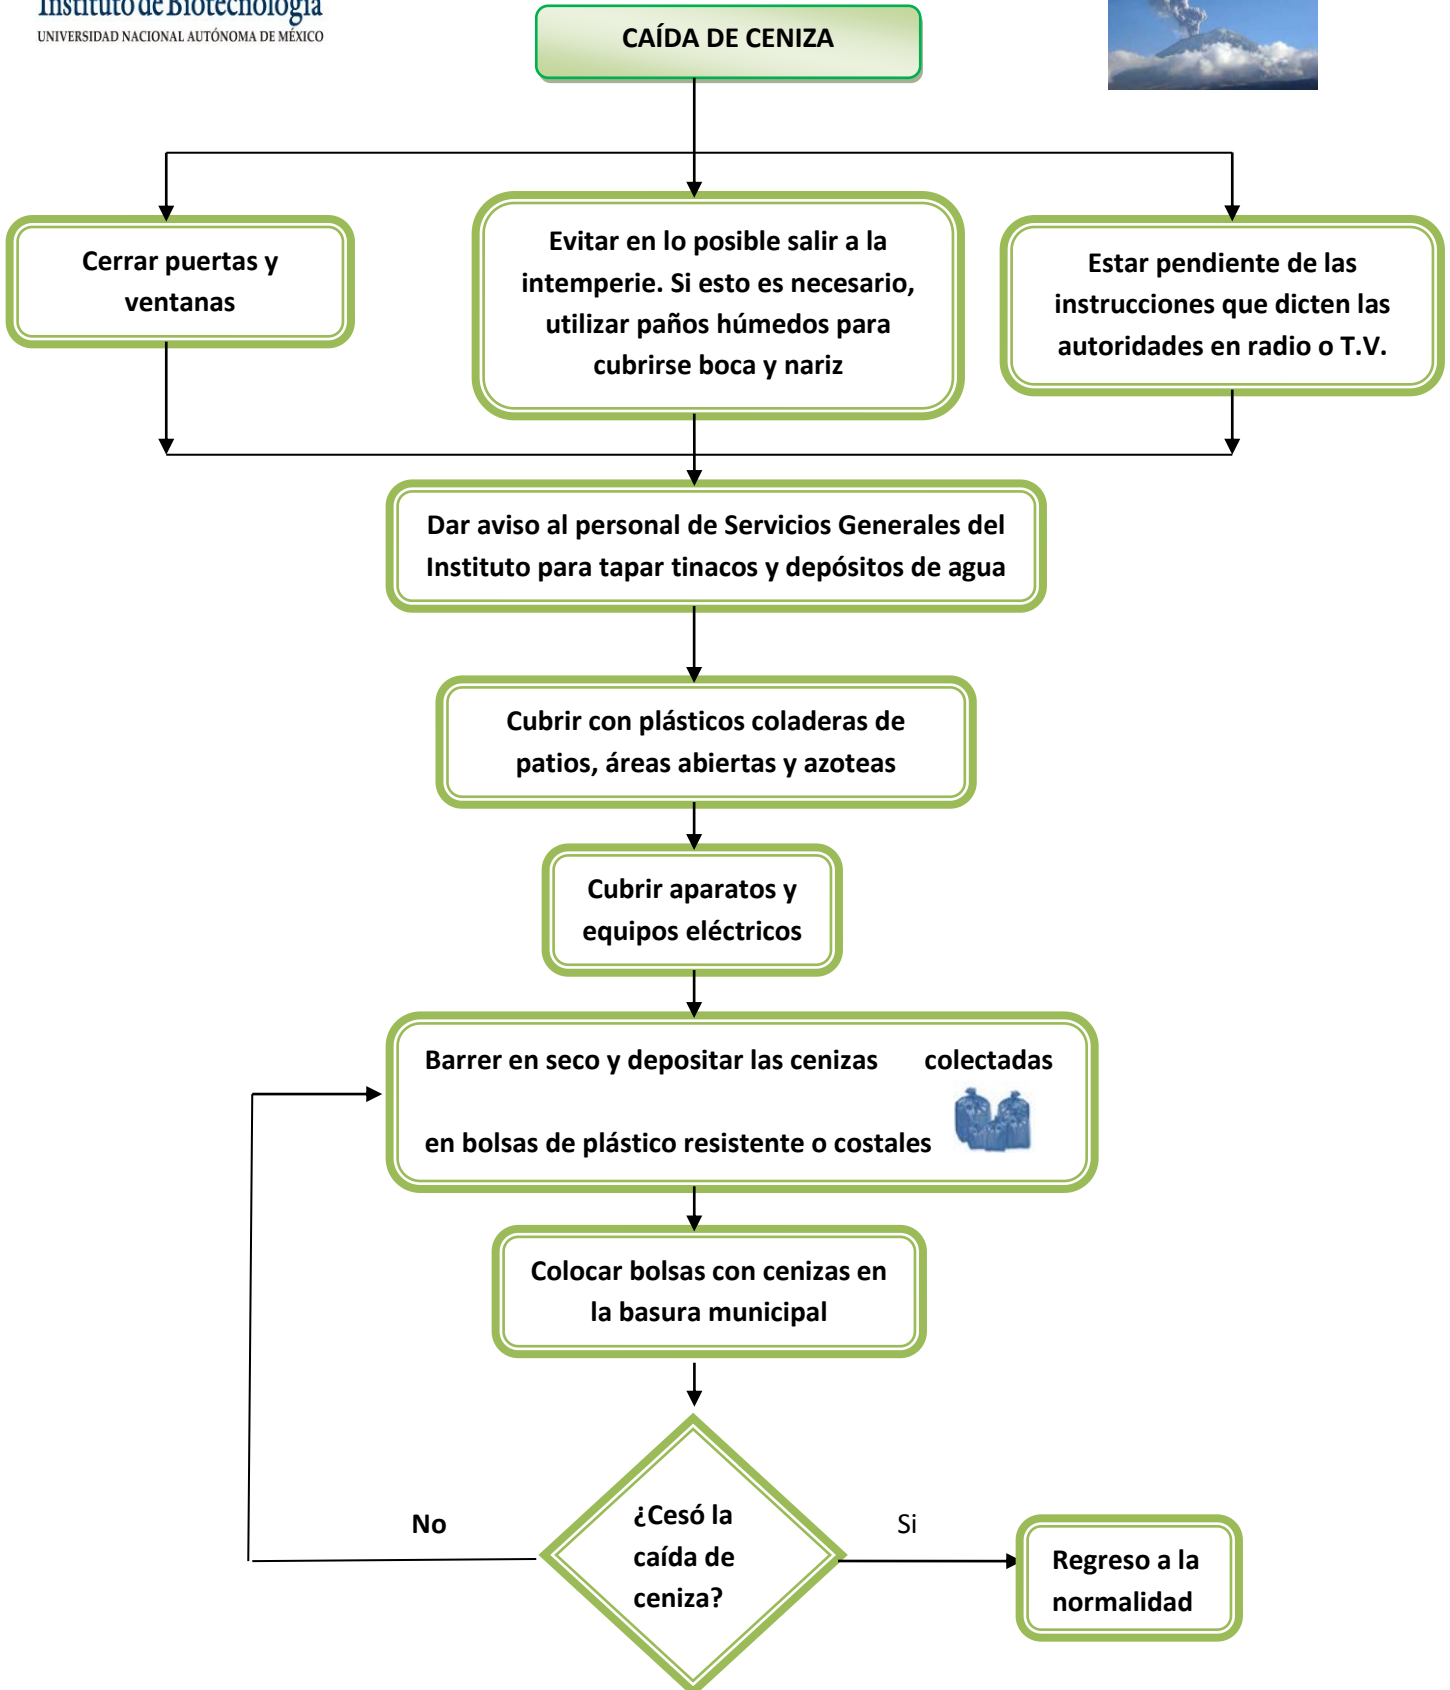 Instituto de Biotecnología
UNIVERSIDAD NACIONAL AUTÓNOMA DE MÉXICO
CAÍDA DE CENIZA
Cerrar puertas y
ventanas
Evitar en lo posible salir a la
intemperie. Si esto es necesario,
utilizar paños húmedos para
cubrirse boca y nariz
Estar pendiente de las
instrucciones que dicten las
autoridades en radio o T.V.
Dar aviso al personal de Servicios Generales del
Instituto para tapar tinacos y depósitos de agua
Cubrir con plásticos coladeras de
patios, áreas abiertas y azoteas
Cubrir aparatos y
equipos eléctricos
Barrer en seco y depositar las cenizas colectadas
en bolsas de plástico resistente o costales
Colocar bolsas con cenizas en
la basura municipal
¿Cesó la
caída de
ceniza?
No
Si
Regreso a la
normalidad